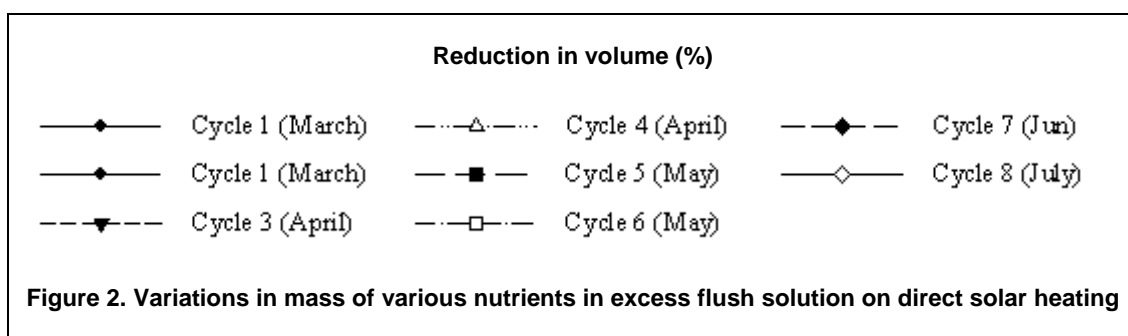 Reduction in volume (%)
Cycle 1 (March) Cycle 4 (April) Cycle 7 (Jun)
Cycle 1 (March) Cycle 5 (May) Cycle 8 (July)
Cycle 3 (April) Cycle 6 (May)
Figure 2. Variations in mass of various nutrients in excess flush solution on direct solar heating